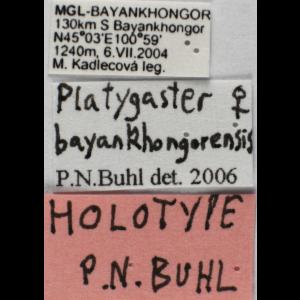 MGL-BAYANKHONGOR
130km S Bayankhongor
N45°03'E100°59'
1240m, 6.VII.2004
M. Kadlecová leg.
Platygaster ♀
bayankhongorensis
P.N.Buhl det. 2006
HOLOTYPE
P.N.BUHL